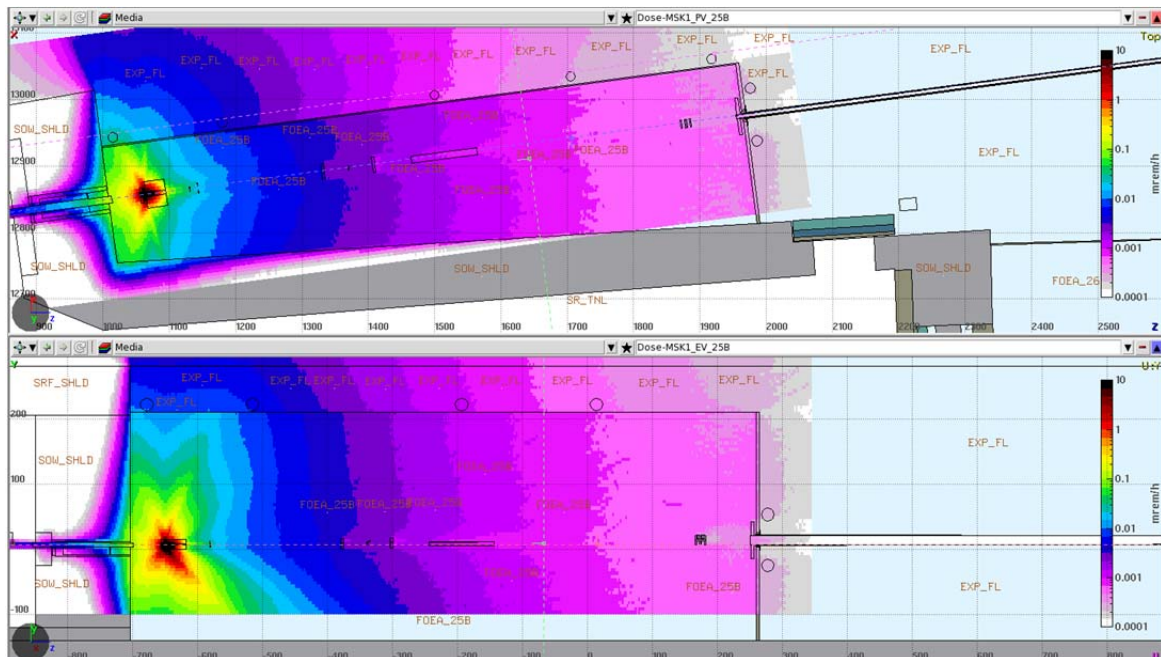 Media
Dose-MSK1_PV_25B
Top
X
EXP_FL EXP_FL EXP_FL EXP_FL EXP_FL EXP_FL EXP_FL EXP_FL EXP_FL
EXP_FL
EXP_FL
10
13000
SOW_SHLD
FOEA_25B
FOEA_25B
FOEA_25B
FOEA_25B
1
12900
FOEA_25B
FOEA_25B
EXP_FL
0.1
mrem/h
FOEA_25B
0.01
12800
SOW_SHLD
SOW_SHLD
0.001
12700
SR_TNL
FOEA_26
0.0001
900 1000 1100 1200 1300 1400 1500 1600 1700 1800 1900 2000 2100 2200 2300 2400 2500 z
y z
Media
Dose-MSK1_EV_25B
Y
SRF_SHLD
EXP_FL EXP_FL EXP_FL EXP_FL EXP_FL EXP_FL EXP_FL EXP_FL
10
200
EXP_FL
EXP_FL
SOW_SHLD
1
FOEA_25B
0.1
100
FOEA_25B FOEA_25B FOEA_25B
FOEA_25B
mrem/h
0
0.01
SOW_SHLD
FOEA_25B
FOEA_25B
EXP_FL
0.001
-100
FOEA_25B
0.0001
y z
-800 -700 -600 -500 -400 -300 -200 -100 0 100 200 300 400 500 600 700 800